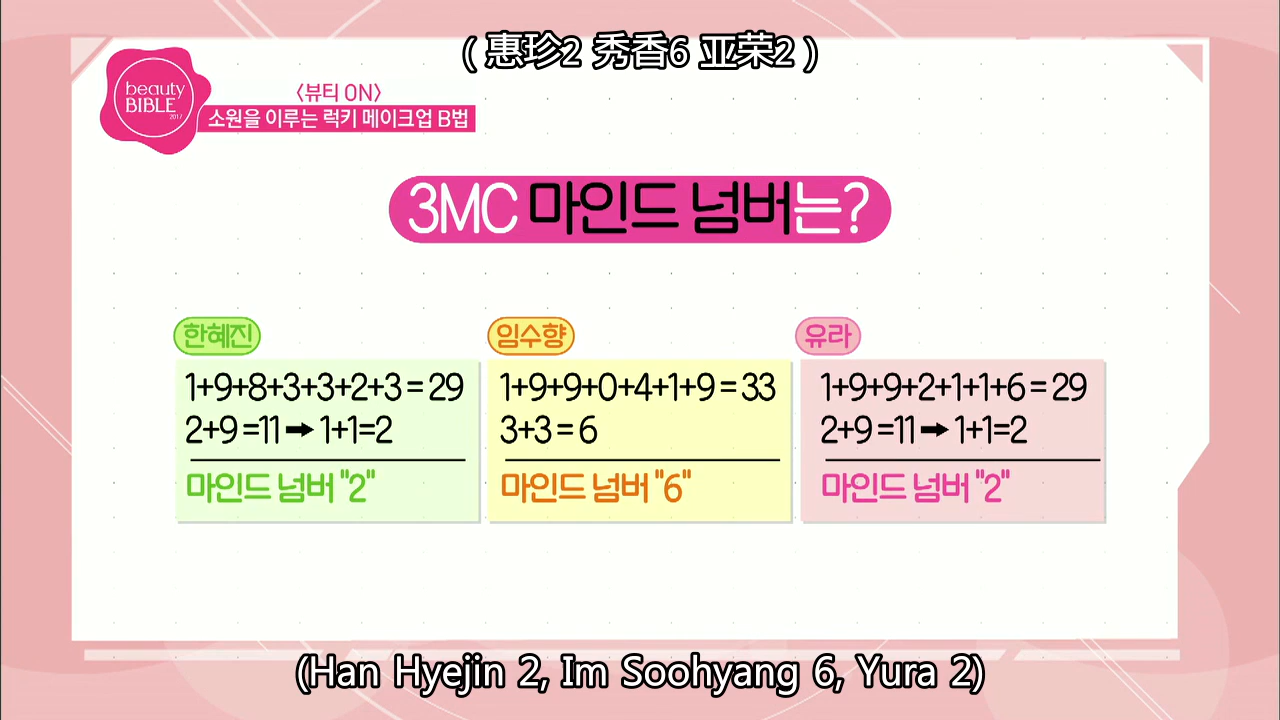 ( 惠珍2 秀香6 亚荣2 )
beauty
BIBLE
2017
〈뷰티 ON〉
소원을 이루는 럭키 메이크업 B법
3MC 마인드 넘버는?
한혜진
1+9+8+3+3+2+3=29
2+9=11➡1+1=2
마인드 넘버 "2"
임수향
1+9+9+0+4+1+9=33
3+3=6
마인드 넘버 "6"
유라
1+9+9+2+1+1+6=29
2+9=11➡1+1=2
마인드 넘버 "2"
(Han Hyejin 2, Im Soohyang 6, Yura 2)